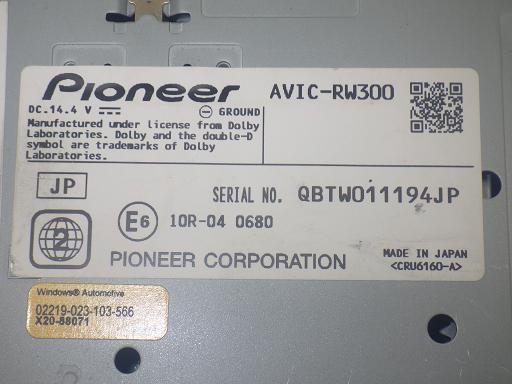 Pioneer
AVIC-RW300
DC.14.4 V
GROUND
Manufactured under license from Dolby
Laboratories. Dolby and the double-D
symbol are trademarks of Dolby
Laboratories.
JP
SERIAL NO. QBTW011194JP
2
E6 10R-04 0680
PIONEER CORPORATION
MADE IN JAPAN
<CRU6160-A>
Windows® Automotive
02219-023-103-566
X20-88071